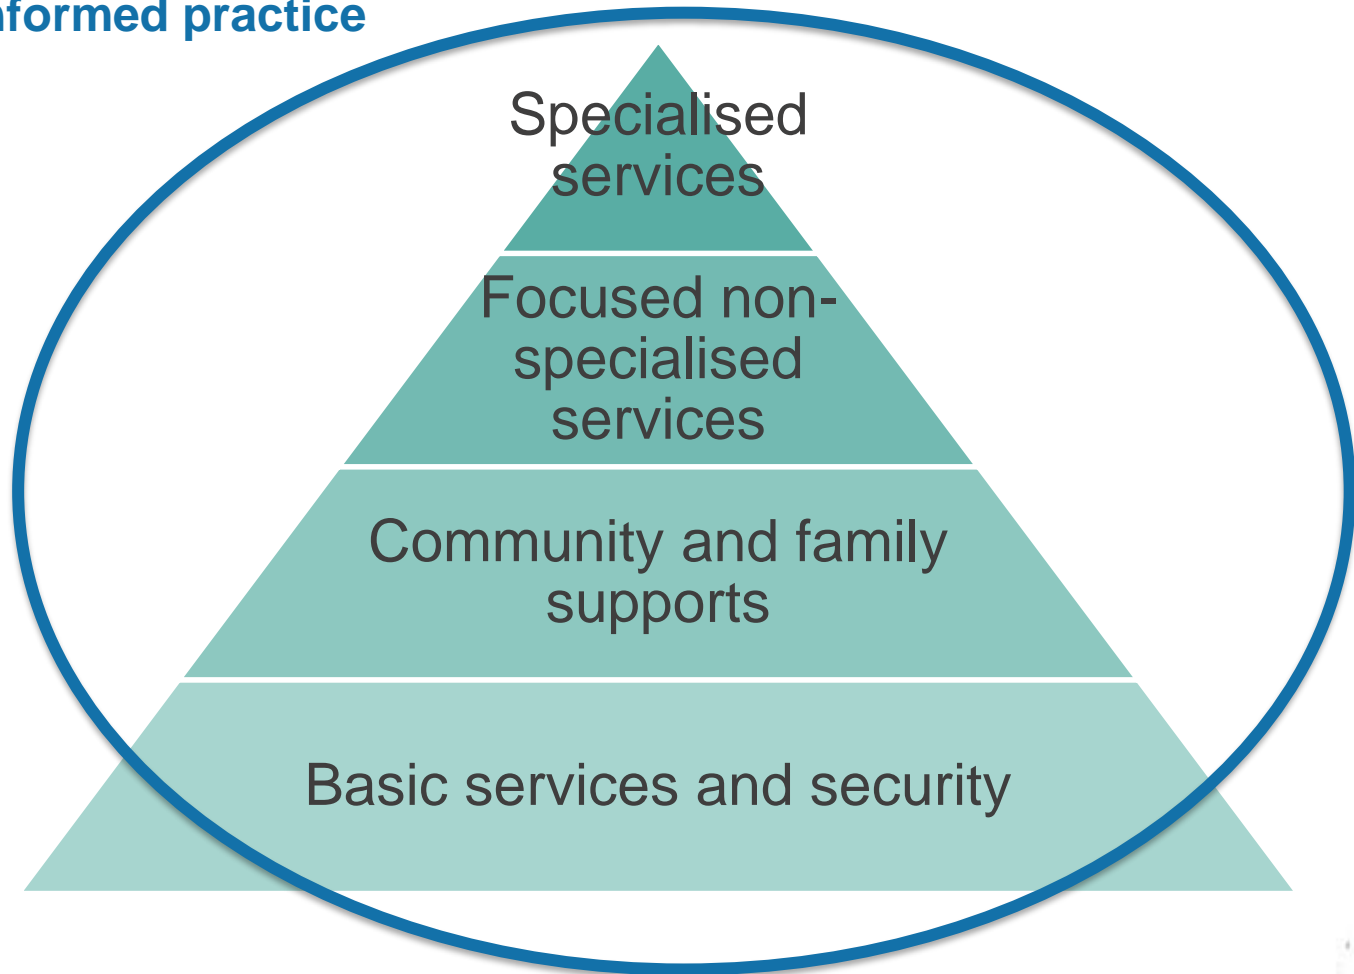 nformed practice
Specialised
services
Focused non-
specialised
services
Community and family
supports
Basic services and security